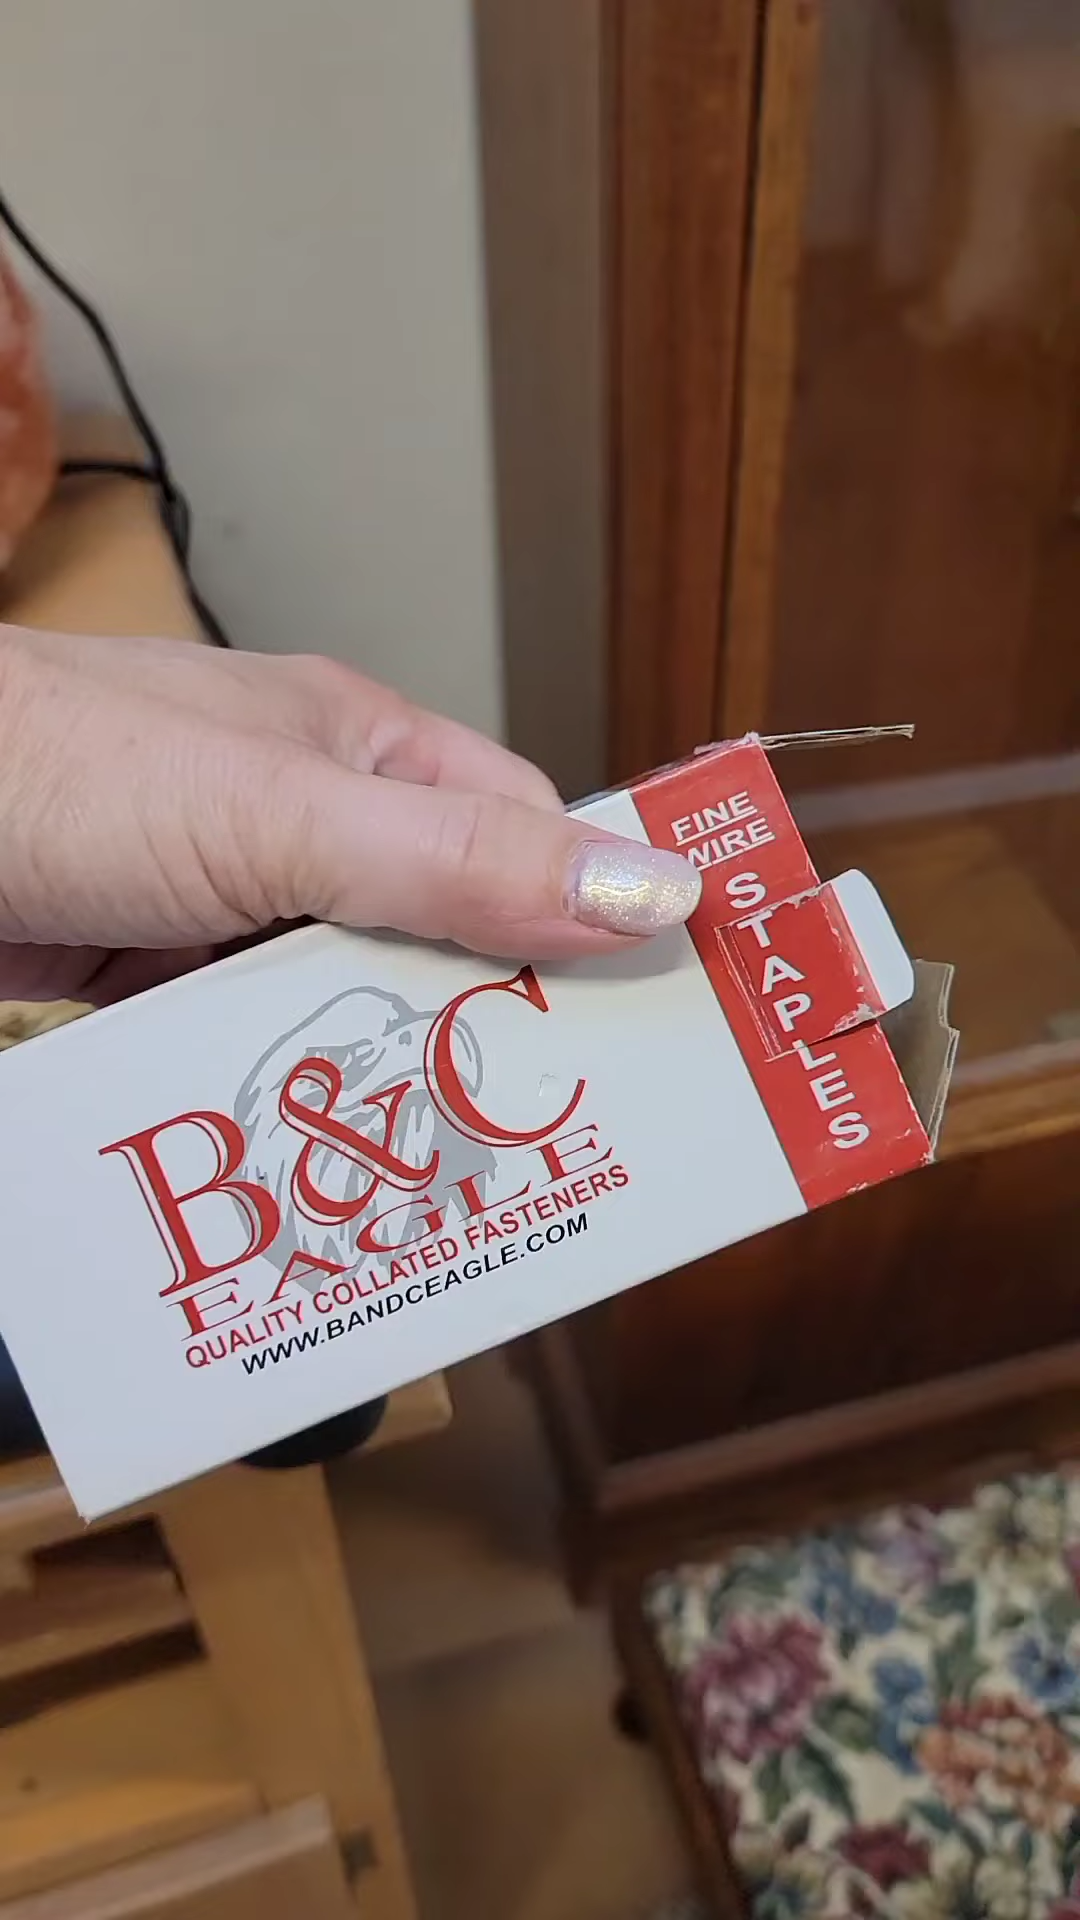 FINE
WIRE
STAPLES
B&C
EAGLE
QUALITY COLLATED FASTENERS
WWW.BANDCEAGLE.COM